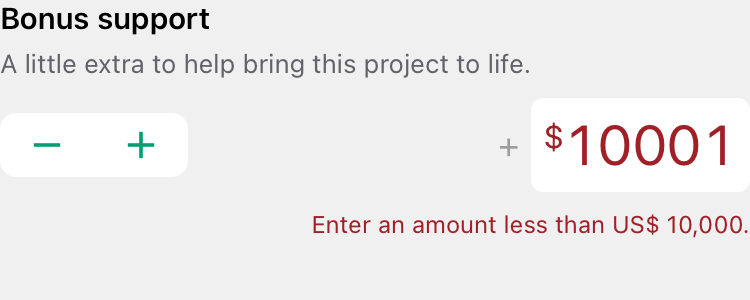 Bonus support
A little extra to help bring this project to life.
− + + $10001
Enter an amount less than US$ 10,000.